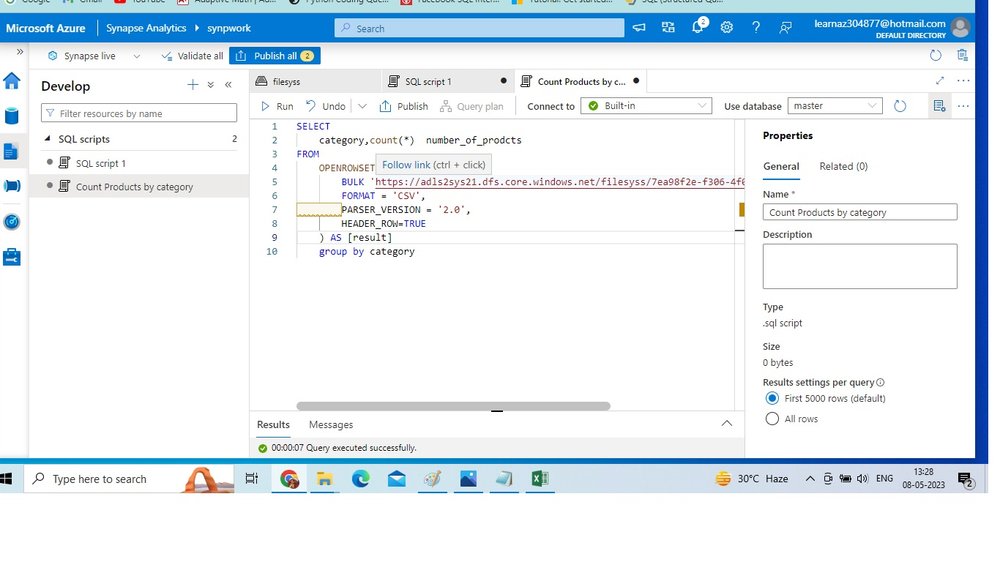 Google Gmail YouTube Adaptive Math | Ad... Python Coding Que... Facebook SQL Inter... Tutorial: Get started... SQL (Structured Qu...
Microsoft Azure Synapse Analytics synpwork Search 2 learnaz304877@hotmail.com
DEFAULT DIRECTORY
Synapse live Validate all Publish all 2
Develop
Filter resources by name
SQL scripts 2
SQL script 1
Count Products by category
filesyss SQL script 1 Count Products by c...
Run Undo Publish Query plan Connect to Built-in Use database master
1 SELECT
2 category,count(*) number_of_prodcts
3 FROM
4 OPENROWSET
Follow link (ctrl + click)
5 BULK 'https://adls2sys21.dfs.core.windows.net/filesyss/7ea98f2e-f306-4f0
6 FORMAT = 'CSV',
7 PARSER_VERSION = '2.0',
8 HEADER_ROW=TRUE
9 ) AS [result]
10 group by category
Results Messages
00:00:07 Query executed successfully.
Properties
General Related (0)
Name *
Count Products by category
Description
Type
.sql script
Size
0 bytes
Results settings per query
First 5000 rows (default)
All rows
Type here to search 30°C Haze ENG 13:28
08-05-2023 2